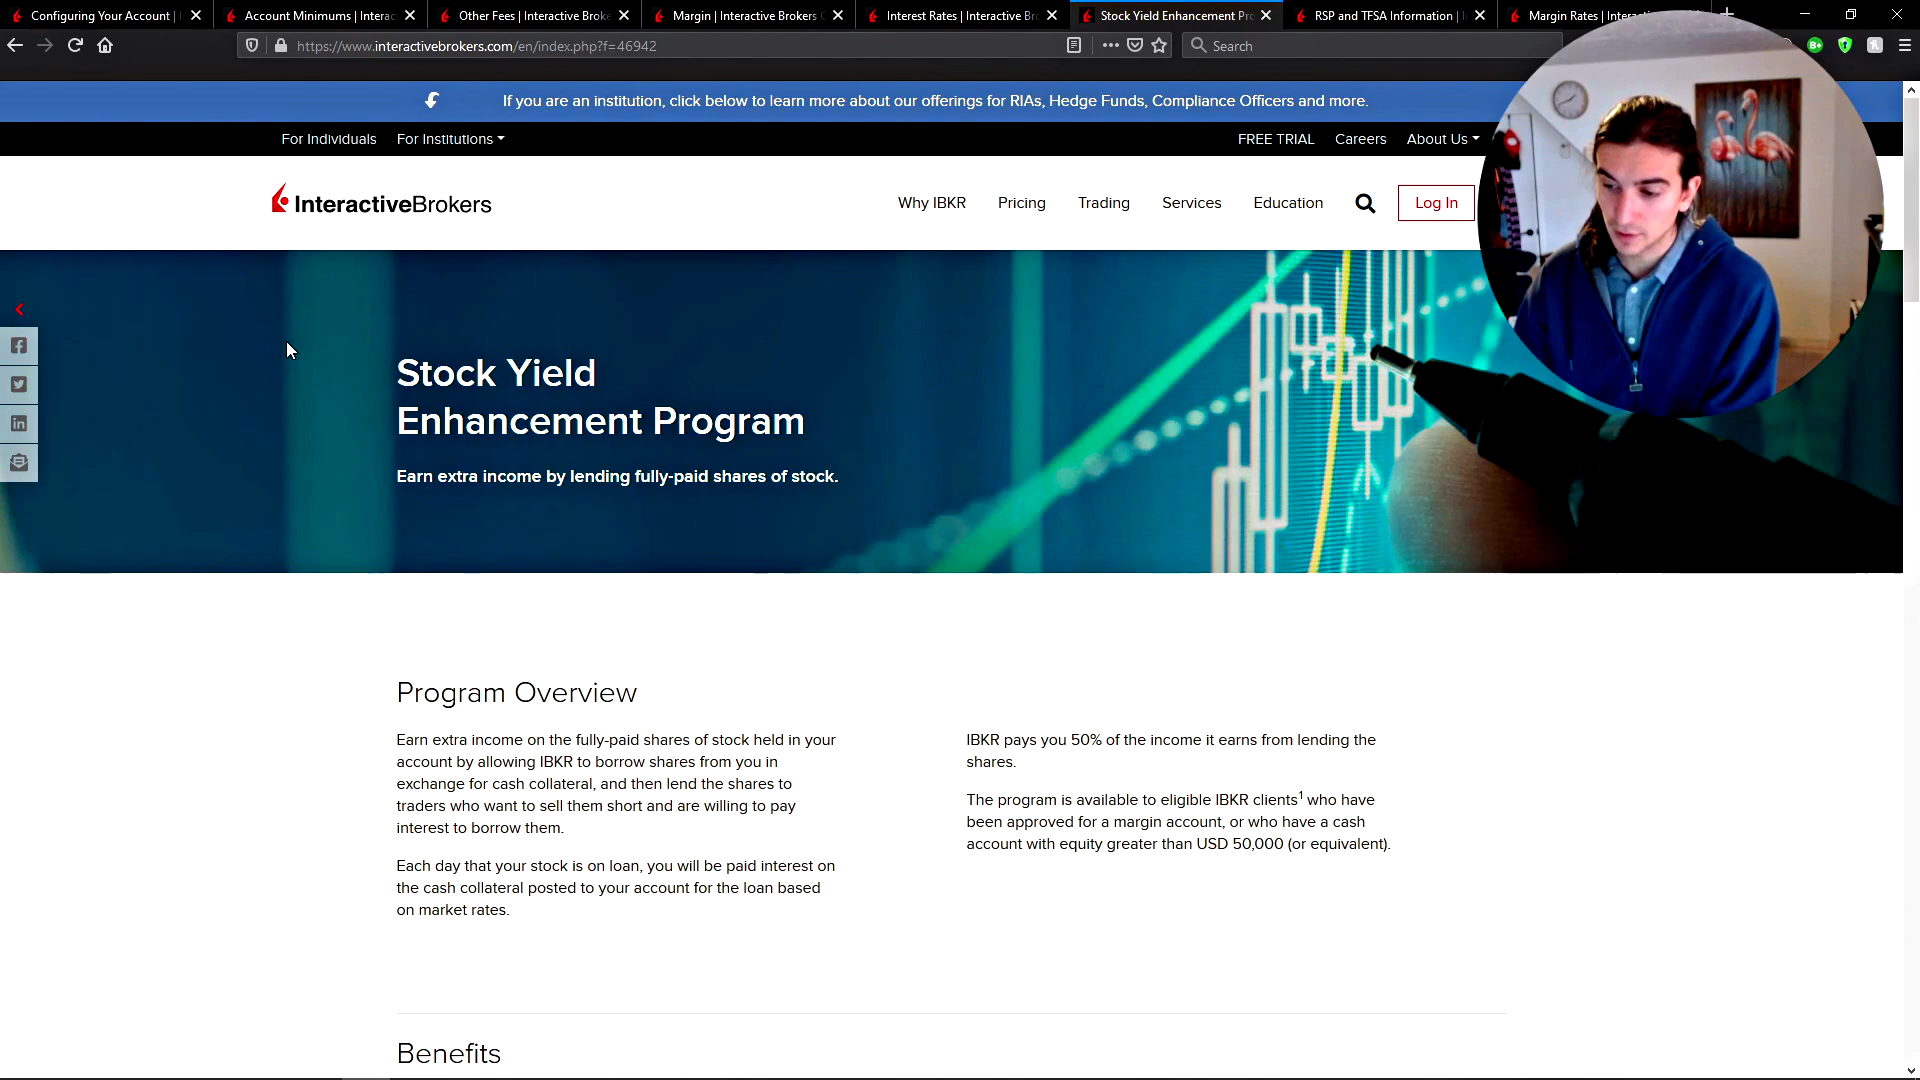 Configuring Your Account |
Account Minimums | Interac
Other Fees | Interactive Broke
Margin | Interactive Brokers
Interest Rates | Interactive Br
Stock Yield Enhancement Pr
RSP and TFSA Information |
Margin Rates |
https://www.interactivebrokers.com/en/index.php?f=46942
Search
If you are an institution, click below to learn more about our offerings for RIAs, Hedge Funds, Compliance Officers and more.
For Individuals
For Institutions
FREE TRIAL
Careers
About Us
InteractiveBrokers
Why IBKR
Pricing
Trading
Services
Education
Log In
Stock Yield
Enhancement Program
Earn extra income by lending fully-paid shares of stock.
Program Overview
Earn extra income on the fully-paid shares of stock held in your
account by allowing IBKR to borrow shares from you in
exchange for cash collateral, and then lend the shares to
traders who want to sell them short and are willing to pay
interest to borrow them.
Each day that your stock is on loan, you will be paid interest on
the cash collateral posted to your account for the loan based
on market rates.
IBKR pays you 50% of the income it earns from lending the
shares.
The program is available to eligible IBKR clients¹ who have
been approved for a margin account, or who have a cash
account with equity greater than USD 50,000 (or equivalent).
Benefits